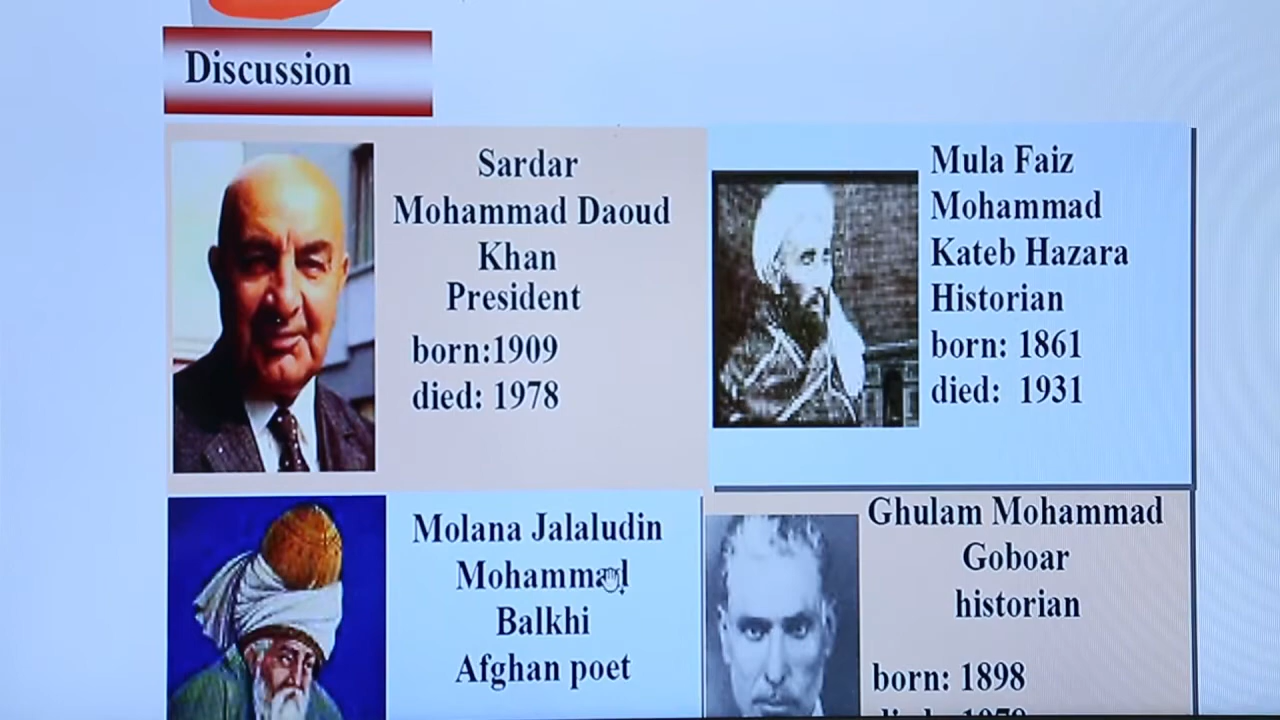 Discussion
Sardar
Mohammad Daoud
Khan
President
born:1909
died: 1978
Mula Faiz
Mohammad
Kateb Hazara
Historian
born: 1861
died: 1931
Molana Jalaludin
Mohammad
Balkhi
Afghan poet
Ghulam Mohammad
Goboar
historian
born: 1898